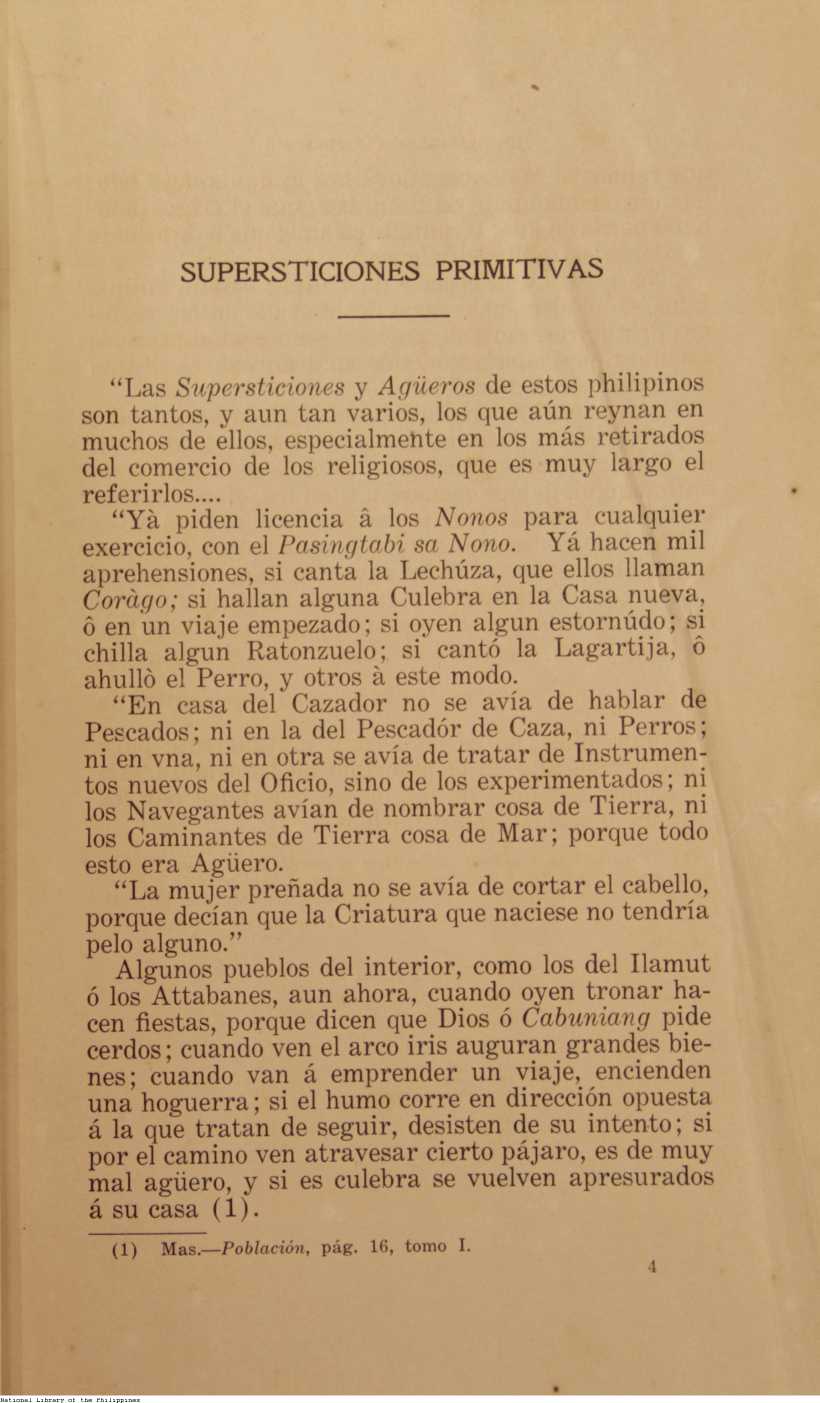 SUPERSTICIONES PRIMITIVAS
“Las Supersticiones y Agüeros de estos philipinos
son tantos, y aun tan varios, los que aún reynan en
muchos de ellos, especialmente en los más retirados
del comercio de los religiosos, que es muy largo el
referirlos....
“Yà piden licencia â los Nonos para cualquier
exercicio, con el Pasingtabi sa Nono. Yá hacen mil
aprehensiones, si canta la Lechúza, que ellos llaman
Coràgo; si hallan alguna Culebra en la Casa nueva,
ô en un viaje empezado; si oyen algun estornúdo; si
chilla algun Ratonzuelo; si cantó la Lagartija, ô
ahullò el Perro, y otros à este modo.
“En casa del Cazador no se avía de hablar de
Pescados; ni en la del Pescadór de Caza, ni Perros;
ni en vna, ni en otra se avía de tratar de Instrumen-
tos nuevos del Oficio, sino de los experimentados; ni
los Navegantes avían de nombrar cosa de Tierra, ni
los Caminantes de Tierra cosa de Mar; porque todo
esto era Agüero.
“La mujer preñada no se avía de cortar el cabello,
porque decían que la Criatura que naciese no tendría
pelo alguno.”
Algunos pueblos del interior, como los del Ilamut
ó los Attabanes, aun ahora, cuando oyen tronar ha-
cen fiestas, porque dicen que Dios ó Cabuniang pide
cerdos; cuando ven el arco iris auguran grandes bie-
nes; cuando van á emprender un viaje, encienden
una hoguerra; si el humo corre en dirección opuesta
á la que tratan de seguir, desisten de su intento; si
por el camino ven atravesar cierto pájaro, es de muy
mal agüero, y si es culebra se vuelven apresurados
á su casa (1).
(1) Mas.—Población, pág. 16, tomo I.
4
National Library of the Philippines